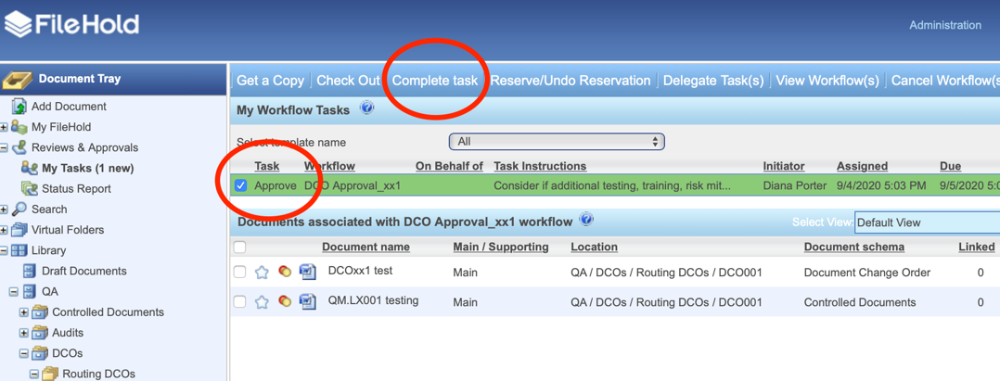 FileHold
Administration
Document Tray
Get a Copy | Check Out | Complete task | Reserve/Undo Reservation | Delegate Task(s) | View Workflow(s) | Cancel Workflow(s
Add Document
My FileHold
Reviews & Approvals
My Tasks (1 new)
Status Report
Search
Virtual Folders
Library
Draft Documents
QA
Controlled Documents
Audits
DCOs
Routing DCOs
My Workflow Tasks
Select template name All
Task Workflow On Behalf of Task Instructions Initiator Assigned Due
Approve DCO Approval_xx1 Consider if additional testing, training, risk mit... Diana Porter 9/4/2020 5:03 PM 9/5/2020 5:0
Documents associated with DCO Approval_xx1 workflow Select View: Default View
Document name Main / Supporting Location Document schema Linked
DCOxx1 test Main QA / DCOs / Routing DCOs / DCO001 Document Change Order 0
QM.LX001 testing Main QA / DCOs / Routing DCOs / DCO001 Controlled Documents 0